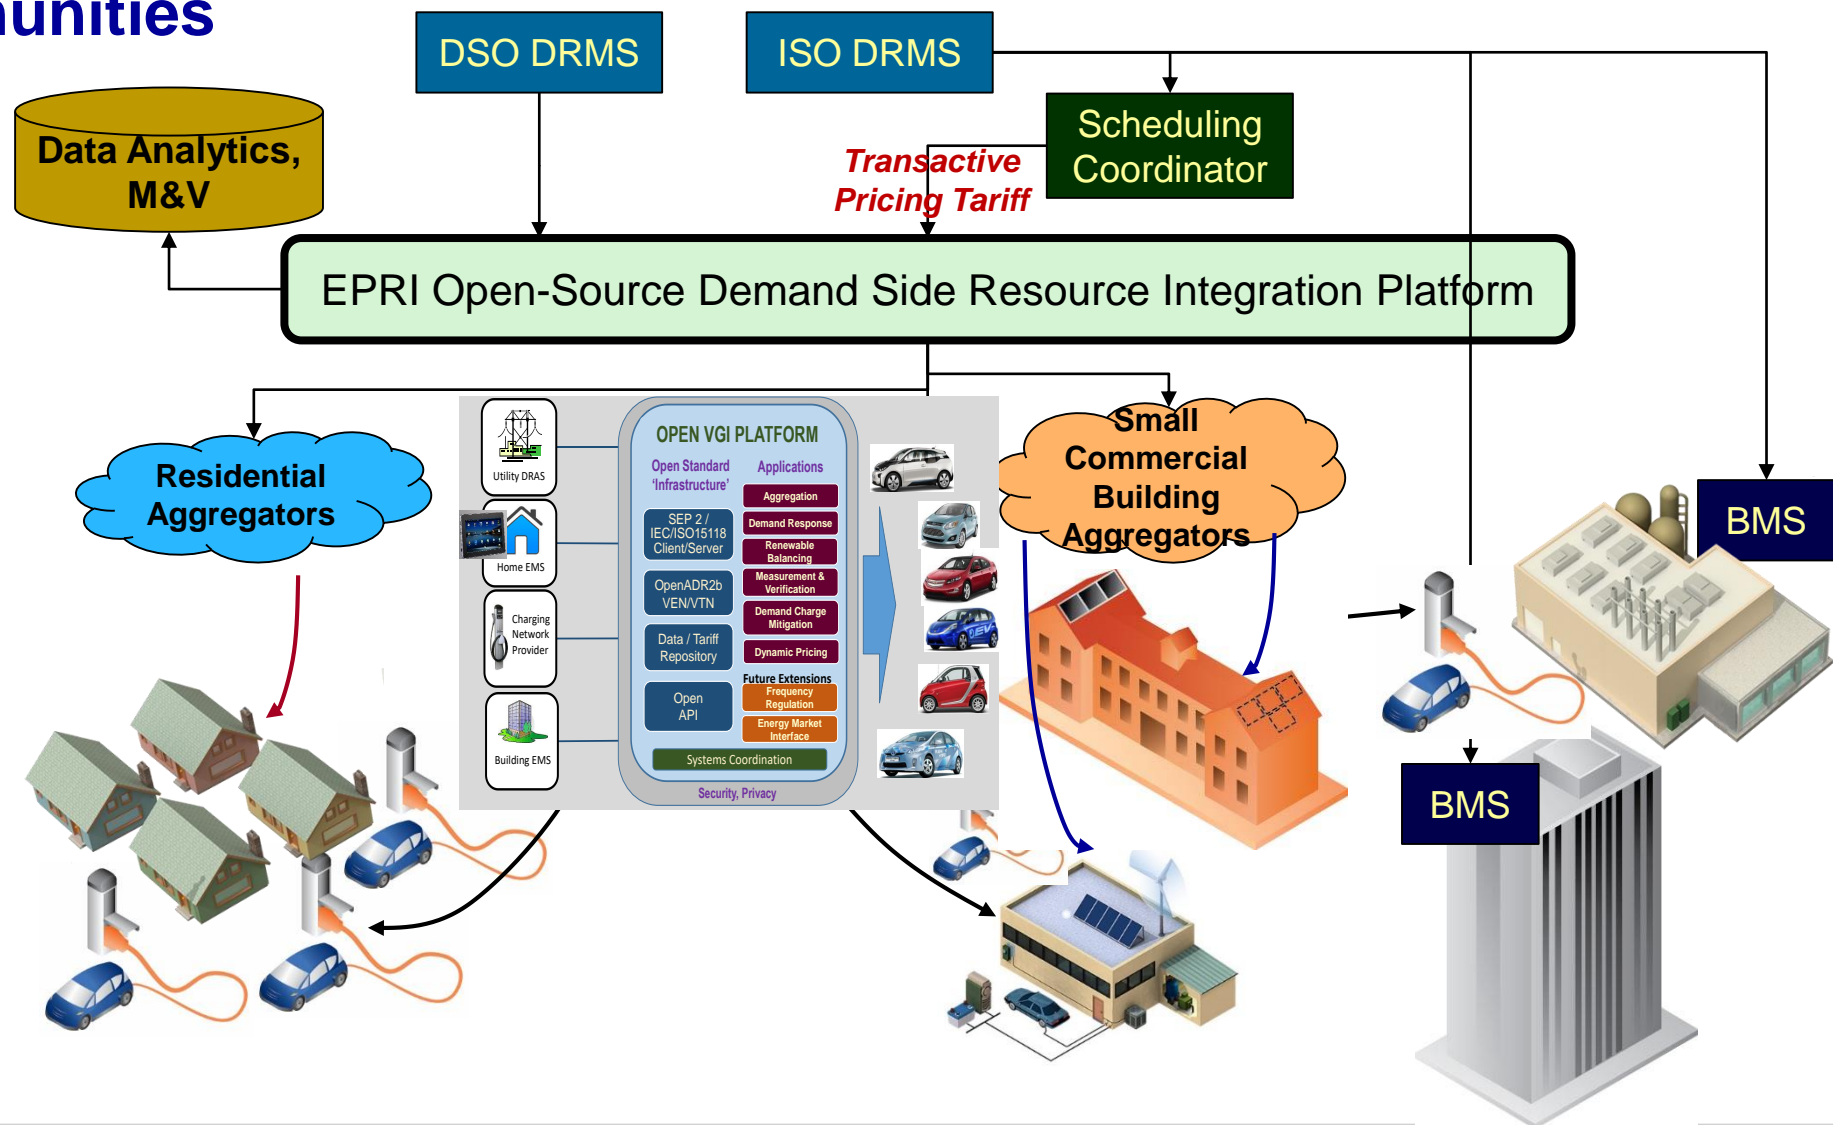 DSO DRMS
ISO DRMS
Scheduling
Coordinator
Data Analytics,
M&V
Transactive
Pricing Tariff
EPRI Open-Source Demand Side Resource Integration Platform
Residential
Aggregators
Utility DRAS
Home EMS
Charging
Network
Provider
Building EMS
OPEN VGI PLATFORM
Open Standard
‘Infrastructure’
SEP 2 /
IEC/ISO15118
Client/Server
OpenADR2b
VEN/VTN
Data / Tariff
Repository
Open
API
Applications
Aggregation
Demand Response
Renewable
Balancing
Measurement &
Verification
Demand Charge
Mitigation
Dynamic Pricing
Future Extensions
Frequency
Regulation
Energy Market
Interface
Systems Coordination
Security, Privacy
Small
Commercial
Building
Aggregators
BMS
BMS